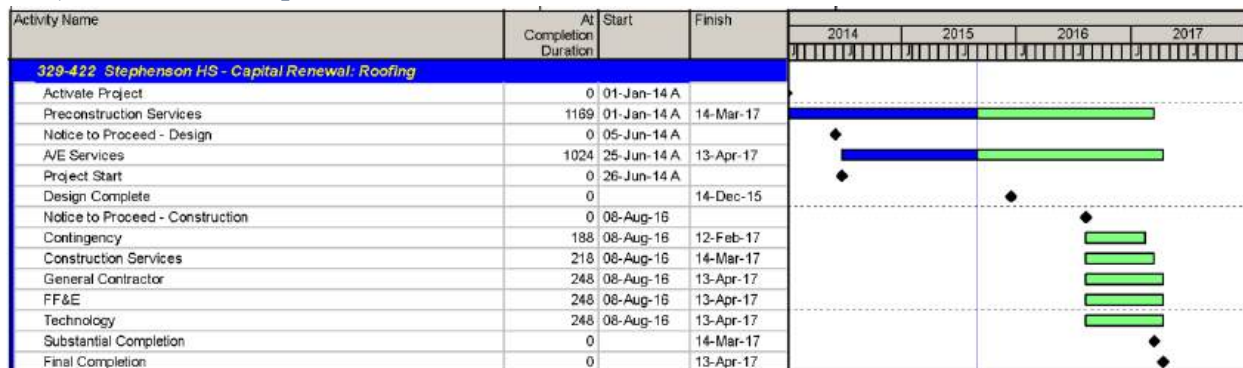 Activity Name At Start Finish
Completion 2014 2015 2016 2017
Duration J J J J J J J J
329-422 Stephenson HS - Capital Renewal: Roofing
Activate Project 0 01-Jan-14 A
Preconstruction Services 1169 01-Jan-14 A 14-Mar-17
Notice to Proceed - Design 0 05-Jun-14 A
A/E Services 1024 25-Jun-14 A 13-Apr-17
Project Start 0 26-Jun-14 A
Design Complete 0 14-Dec-15
Notice to Proceed - Construction 0 08-Aug-16
Contingency 188 08-Aug-16 12-Feb-17
Construction Services 218 08-Aug-16 14-Mar-17
General Contractor 248 08-Aug-16 13-Apr-17
FF&E 248 08-Aug-16 13-Apr-17
Technology 248 08-Aug-16 13-Apr-17
Substantial Completion 0 14-Mar-17
Final Completion 0 13-Apr-17